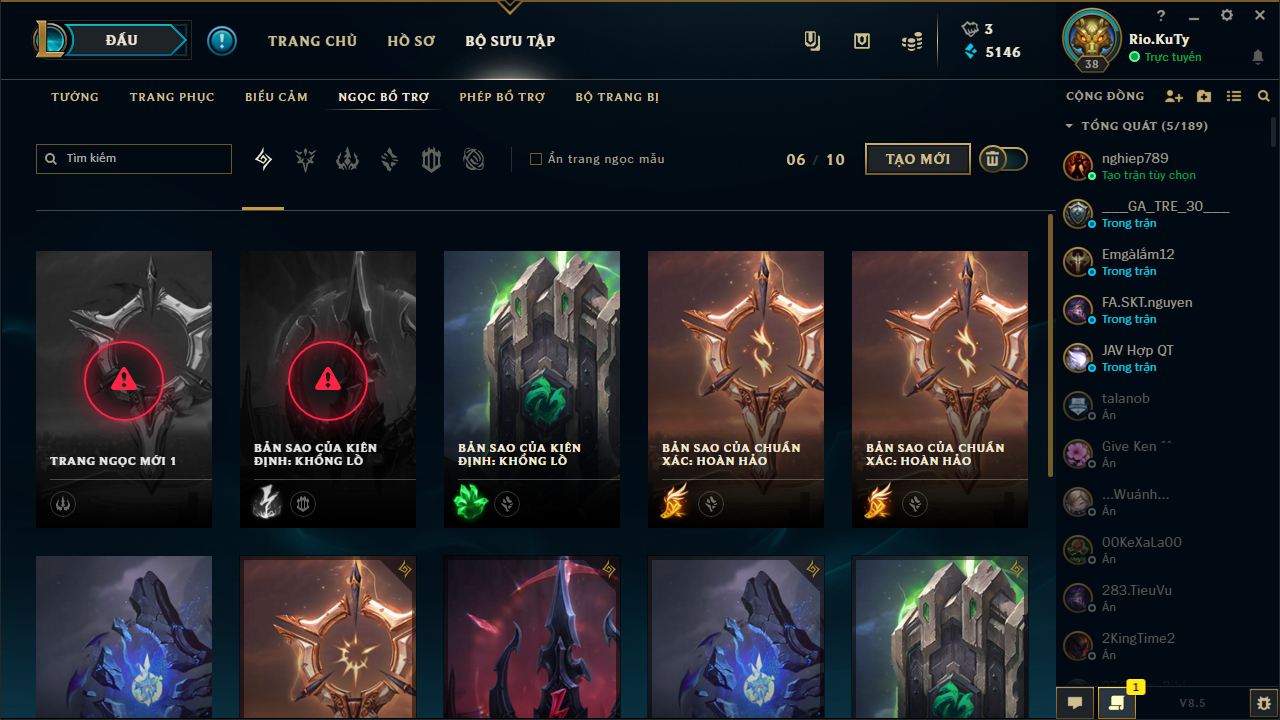 ĐẤU
TRANG CHỦ
HỒ SƠ
BỘ SƯU TẬP
3
5146
38
?
Rio.KuTy
Trực tuyến
TƯỚNG
TRANG PHỤC
BIỂU CẢM
NGỌC BỔ TRỢ
PHÉP BỔ TRỢ
BỘ TRANG BỊ
CỘNG ĐỒNG
TỔNG QUÁT (5/189)
Tìm kiếm
Ẩn trang ngọc mẫu
06 / 10
TẠO MỚI
nghiep789
Tạo trận tùy chọn
____GA_TRE_30____
Trong trận
Emgàlắm12
Trong trận
FA.SKT.nguyen
Trong trận
JAV Hợp QT
Trong trận
talanob
Ẩn
Give Ken ˆˆ
Ẩn
...Wuánh...
Ẩn
00KeXaLa00
Ẩn
283.TieuVu
Ẩn
2KingTime2
Ẩn
TRANG NGỌC MỚI 1
BẢN SAO CỦA KIÊN
ĐỊNH: KHỔNG LỒ
BẢN SAO CỦA KIÊN
ĐỊNH: KHỔNG LỒ
BẢN SAO CỦA CHUẨN
XÁC: HOÀN HẢO
BẢN SAO CỦA CHUẨN
XÁC: HOÀN HẢO
1
V8.5